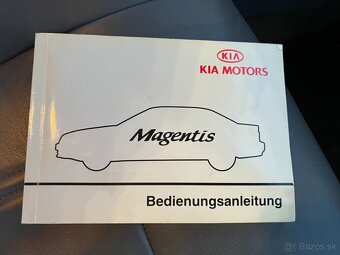 KIA
KIA MOTORS
Magentis
Bedienungsanleitung
Bazos.sk